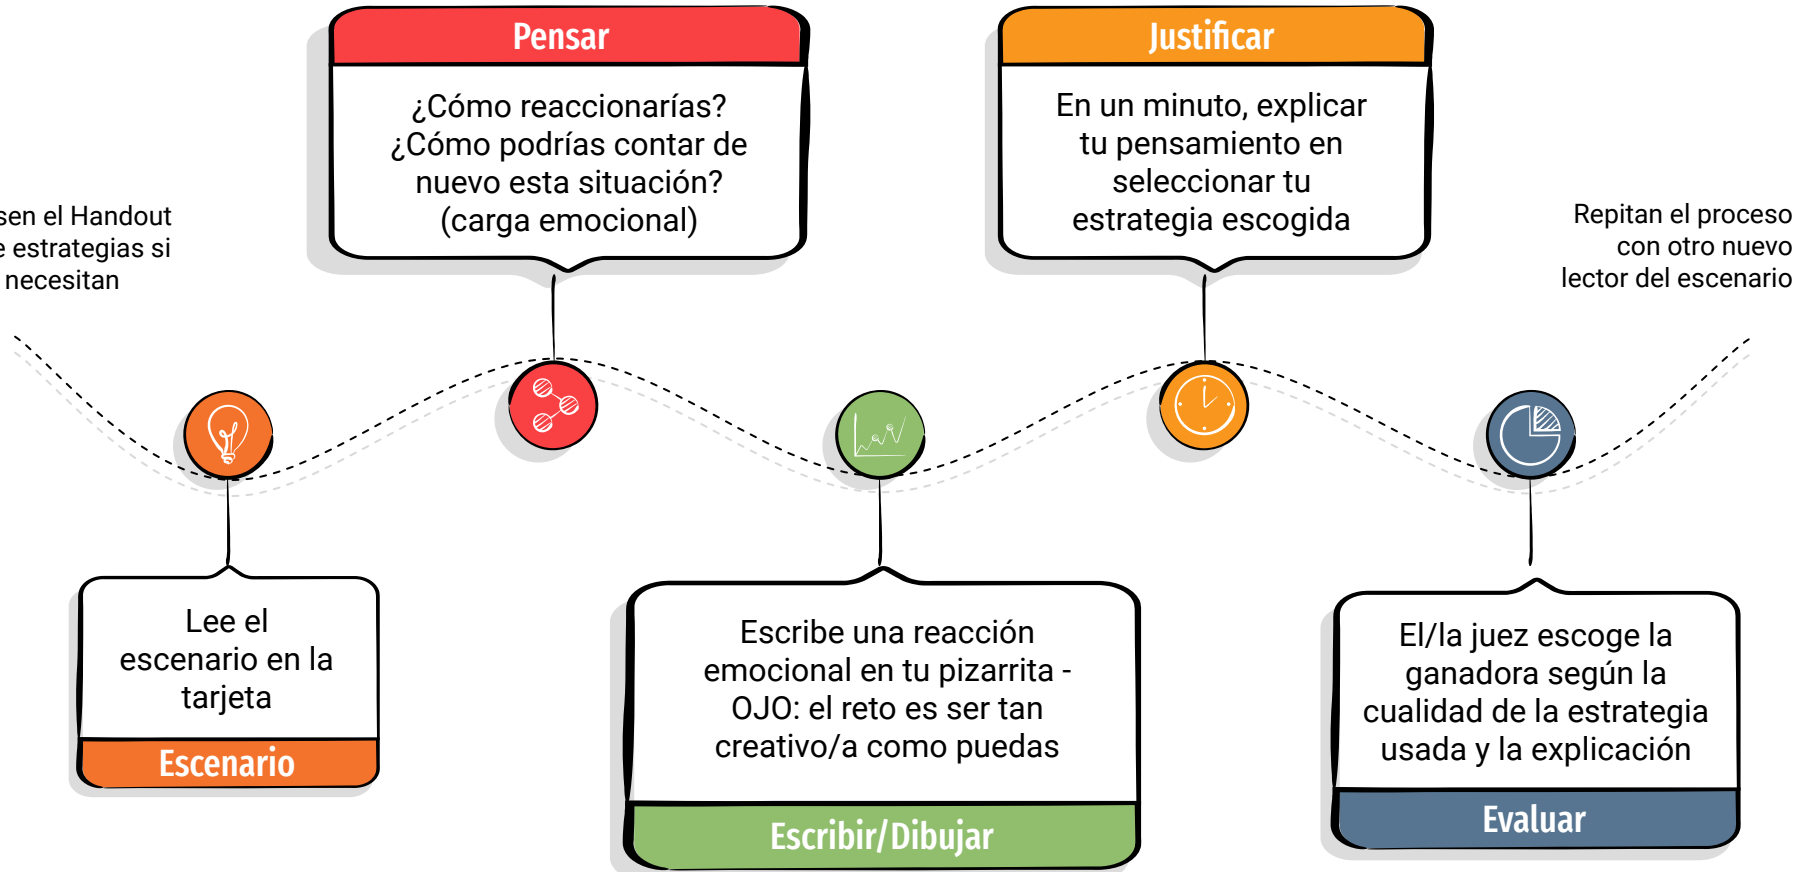 Pensar
¿Cómo reaccionarías?
¿Cómo podrías contar de
nuevo esta situación?
(carga emocional)
Justificar
En un minuto, explicar
tu pensamiento en
seleccionar tu
estrategia escogida
el Handout
estrategias si
necesitan
Repitan el proceso
con otro nuevo
lector del escenario
Lee el
escenario en la
tarjeta
Escenario
Escribe una reacción
emocional en tu pizarrita -
OJO: el reto es ser tan
creativo/a como puedas
Escribir/Dibujar
El/la juez escoge la
ganadora según la
cualidad de la estrategia
usada y la explicación
Evaluar